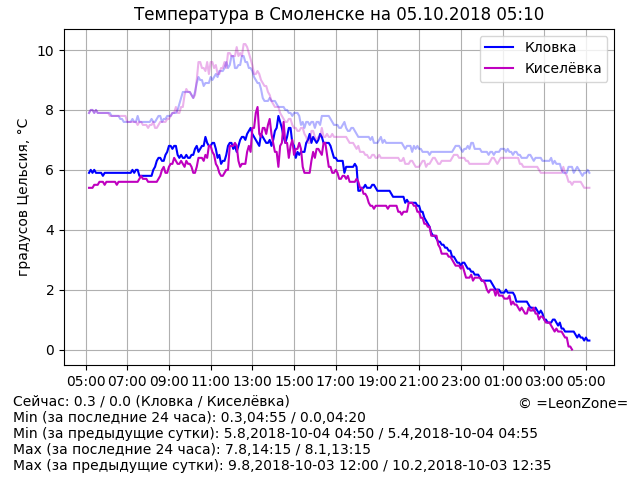 Температура в Смоленске на 05.10.2018 05:10
градусов Цельсия, °C
10
8
6
4
2
0
Кловка
Киселёвка
05:00 07:00 09:00 11:00 13:00 15:00 17:00 19:00 21:00 23:00 01:00 03:00 05:00
Сейчас: 0.3 / 0.0 (Кловка / Киселёвка)
© =LeonZone=
Min (за последние 24 часа): 0.3,04:55 / 0.0,04:20
Min (за предыдущие сутки): 5.8,2018-10-04 04:50 / 5.4,2018-10-04 04:55
Max (за последние 24 часа): 7.8,14:15 / 8.1,13:15
Max (за предыдущие сутки): 9.8,2018-10-03 12:00 / 10.2,2018-10-03 12:35